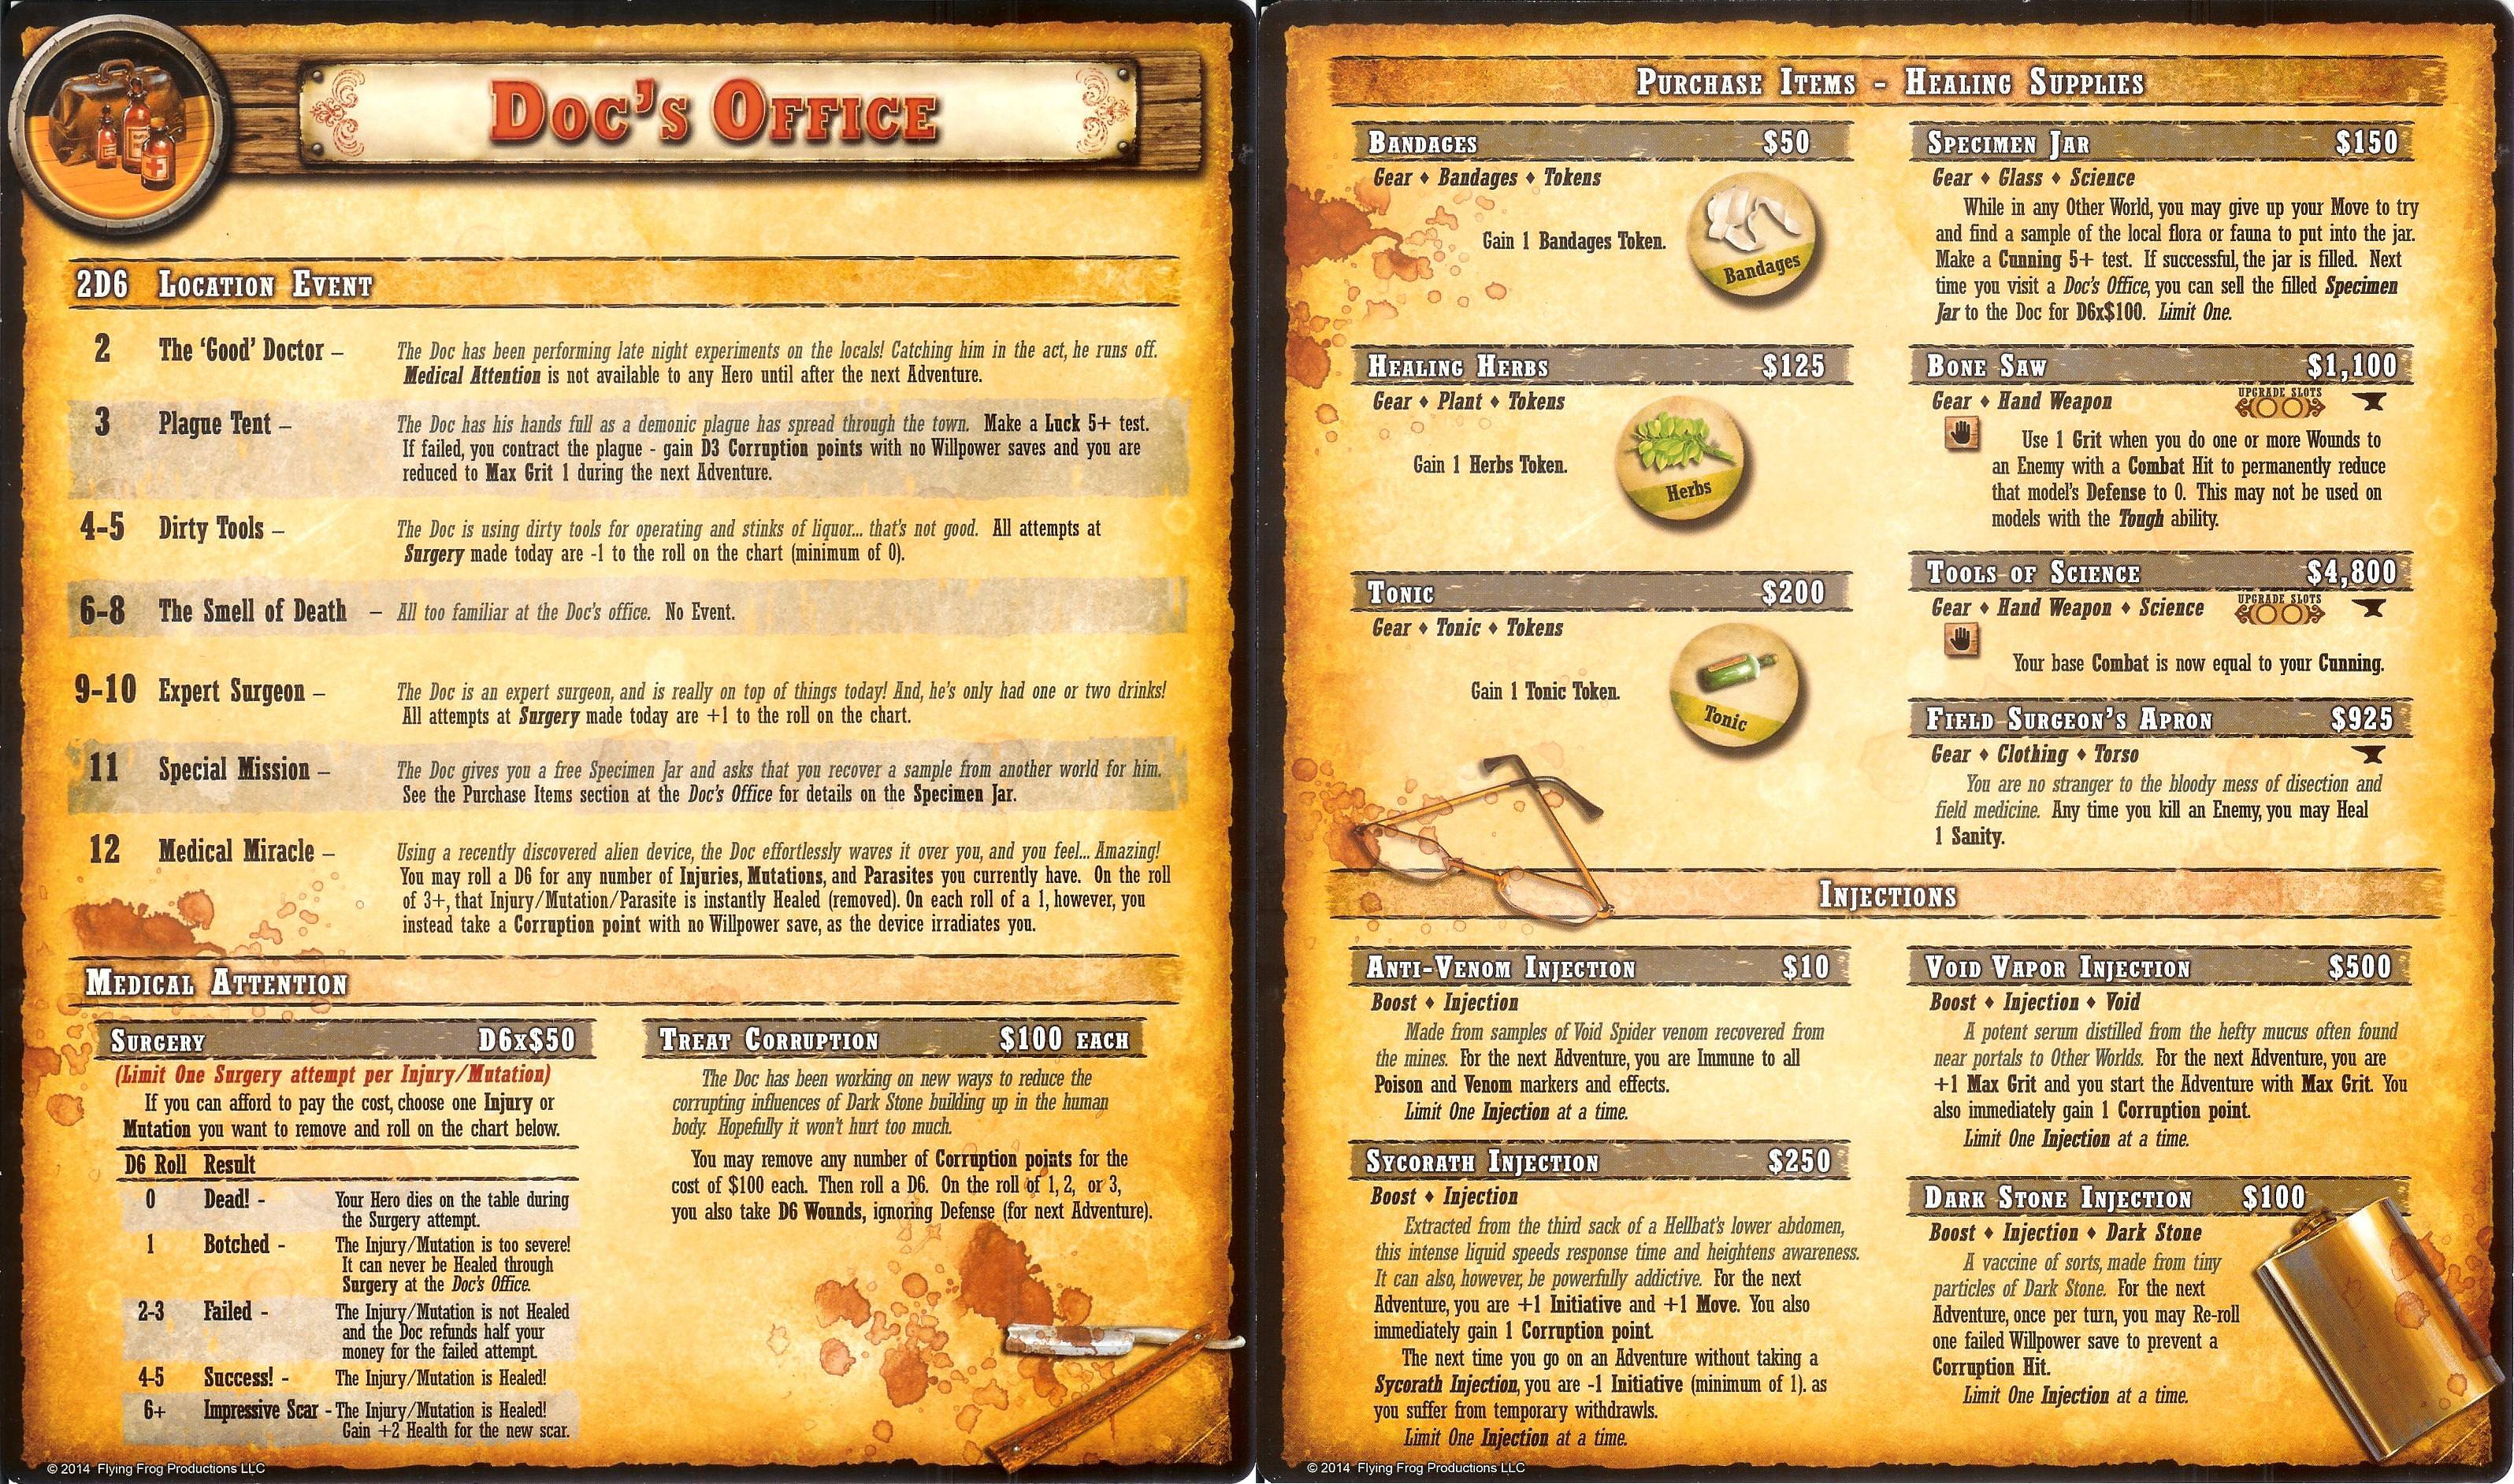 Doc's Office
2D6 Location Event
2 The 'Good' Doctor – The Doc has been performing late night experiments on the locals! Catching him in the act, he runs off.
Medical Attention is not available to any Hero until after the next Adventure.
3 Plague Tent – The Doc has his hands full as a demonic plague has spread through the town. Make a Luck 5+ test.
If failed, you contract the plague - gain D3 Corruption points with no Willpower saves and you are
reduced to Max Grit 1 during the next Adventure.
4-5 Dirty Tools – The Doc is using dirty tools for operating and stinks of liquor... that's not good. All attempts at
Surgery made today are -1 to the roll on the chart (minimum of 0).
6-8 The Smell of Death – All too familiar at the Doc's office. No Event.
9-10 Expert Surgeon – The Doc is an expert surgeon, and is really on top of things today! And, he's only had one or two drinks!
All attempts at Surgery made today are +1 to the roll on the chart.
11 Special Mission – The Doc gives you a free Specimen Jar and asks that you recover a sample from another world for him.
See the Purchase Items section at the Doc's Office for details on the Specimen Jar.
12 Medical Miracle – Using a recently discovered alien device, the Doc effortlessly waves it over you, and you feel... Amazing!
You may roll a D6 for any number of Injuries, Mutations, and Parasites you currently have. On the roll
of 3+, that Injury/Mutation/Parasite is instantly Healed (removed). On each roll of a 1, however, you
instead take a Corruption point with no Willpower save, as the device irradiates you.
Medical Attention
Surgery D6x$50
(Limit One Surgery attempt per Injury/Mutation)
If you can afford to pay the cost, choose one Injury or
Mutation you want to remove and roll on the chart below.
D6 Roll Result
0 Dead! - Your Hero dies on the table during
the Surgery attempt.
1 Botched - The Injury/Mutation is too severe!
It can never be Healed through
Surgery at the Doc's Office.
2-3 Failed - The Injury/Mutation is not Healed
and the Doc refunds half your
money for the failed attempt.
4-5 Success! - The Injury/Mutation is Healed!
6+ Impressive Scar - The Injury/Mutation is Healed!
Gain +2 Health for the new scar.
Treat Corruption $100 each
The Doc has been working on new ways to reduce the
corrupting influences of Dark Stone building up in the human
body. Hopefully it won't hurt too much.
You may remove any number of Corruption points for the
cost of $100 each. Then roll a D6. On the roll of 1, 2, or 3,
you also take D6 Wounds, ignoring Defense (for next Adventure).
© 2014 Flying Frog Productions LLC
Purchase Items - Healing Supplies
Bandages $50
Gear ♦ Bandages ♦ Tokens
Gain 1 Bandages Token.
Bandages
Healing Herbs $125
Gear ♦ Plant ♦ Tokens
Gain 1 Herbs Token.
Herbs
Tonic $200
Gear ♦ Tonic ♦ Tokens
Gain 1 Tonic Token.
Tonic
Specimen Jar $150
Gear ♦ Glass ♦ Science
While in any Other World, you may give up your Move to try
and find a sample of the local flora or fauna to put into the jar.
Make a Cunning 5+ test. If successful, the jar is filled. Next
time you visit a Doc's Office, you can sell the filled Specimen
Jar to the Doc for D6x$100. Limit One.
Bone Saw $1,100
Gear ♦ Hand Weapon
Upgrade Slots
Use 1 Grit when you do one or more Wounds to
an Enemy with a Combat Hit to permanently reduce
that model's Defense to 0. This may not be used on
models with the Tough ability.
Tools of Science $4,800
Gear ♦ Hand Weapon ♦ Science
Upgrade Slots
Your base Combat is now equal to your Cunning.
Field Surgeon's Apron $925
Gear ♦ Clothing ♦ Torso
You are no stranger to the bloody mess of disection and
field medicine. Any time you kill an Enemy, you may Heal
1 Sanity.
Injections
Anti-Venom Injection $10
Boost ♦ Injection
Made from samples of Void Spider venom recovered from
the mines. For the next Adventure, you are Immune to all
Poison and Venom markers and effects.
Limit One Injection at a time.
Sycorath Injection $250
Boost ♦ Injection
Extracted from the third sack of a Hellbat's lower abdomen,
this intense liquid speeds response time and heightens awareness.
It can also, however, be powerfully addictive. For the next
Adventure, you are +1 Initiative and +1 Move. You also
immediately gain 1 Corruption point.
The next time you go on an Adventure without taking a
Sycorath Injection, you are -1 Initiative (minimum of 1). as
you suffer from temporary withdrawls.
Limit One Injection at a time.
Void Vapor Injection $500
Boost ♦ Injection ♦ Void
A potent serum distilled from the hefty mucus often found
near portals to Other Worlds. For the next Adventure, you are
+1 Max Grit and you start the Adventure with Max Grit. You
also immediately gain 1 Corruption point.
Limit One Injection at a time.
Dark Stone Injection $100
Boost ♦ Injection ♦ Dark Stone
A vaccine of sorts, made from tiny
particles of Dark Stone. For the next
Adventure, once per turn, you may Re-roll
one failed Willpower save to prevent a
Corruption Hit.
Limit One Injection at a time.
© 2014 Flying Frog Productions LLC